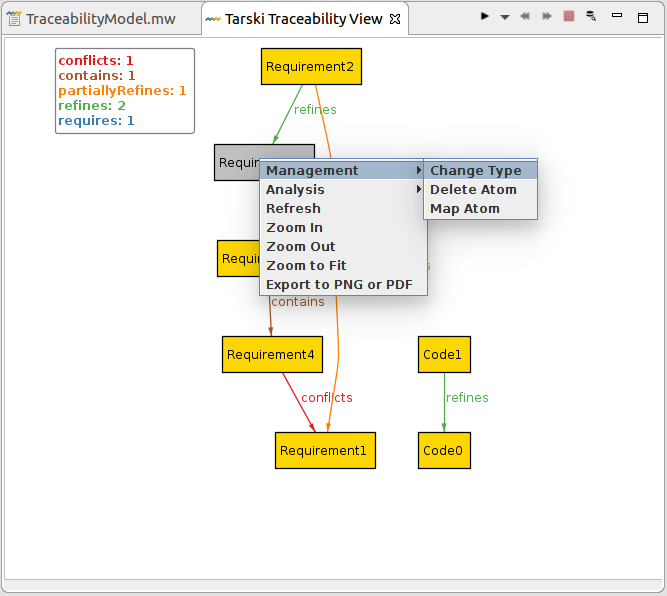 TraceabilityModel.mw
Tarski Traceability View
conflicts: 1
contains: 1
partiallyRefines: 1
refines: 2
requires: 1
Requirement2
refines
Management
Analysis
Refresh
Zoom In
Zoom Out
Zoom to Fit
Export to PNG or PDF
Change Type
Delete Atom
Map Atom
contains
Requirement4
Code1
conflicts
refines
Requirement1
Code0